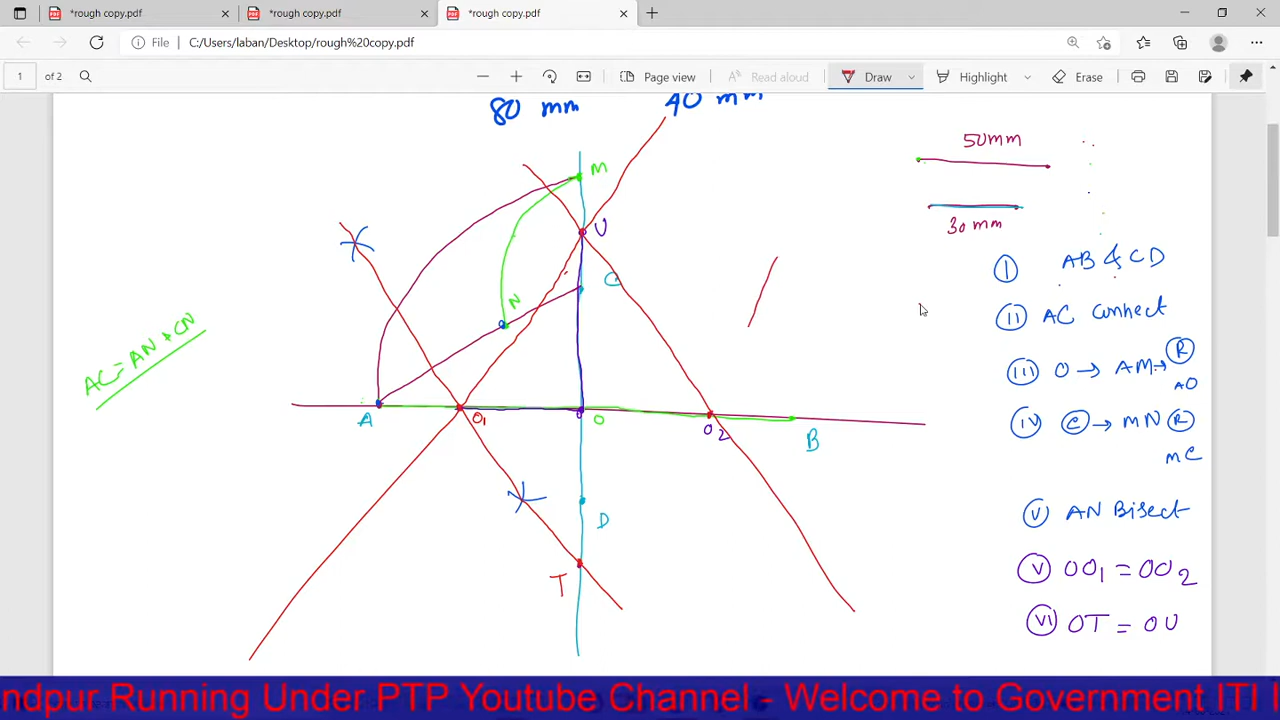 *rough copy.pdf
*rough copy.pdf
*rough copy.pdf
File
C:/Users/laban/Desktop/rough%20copy.pdf
1
of 2
Page view
Read aloud
Draw
Highlight
Erase
80 mm
40 mm
50mm
30 mm
M
U
C
N
A
O1
O
O2
B
D
T
AC=AN+CN
I AB & CD
II AC Connect
III O → AM → R
AO
IV C → MN R
MC
V AN Bisect
V OO1 = OO2
VI OT = OU
ndpur Running Under PTP Youtube Channel - Welcome to Government ITI